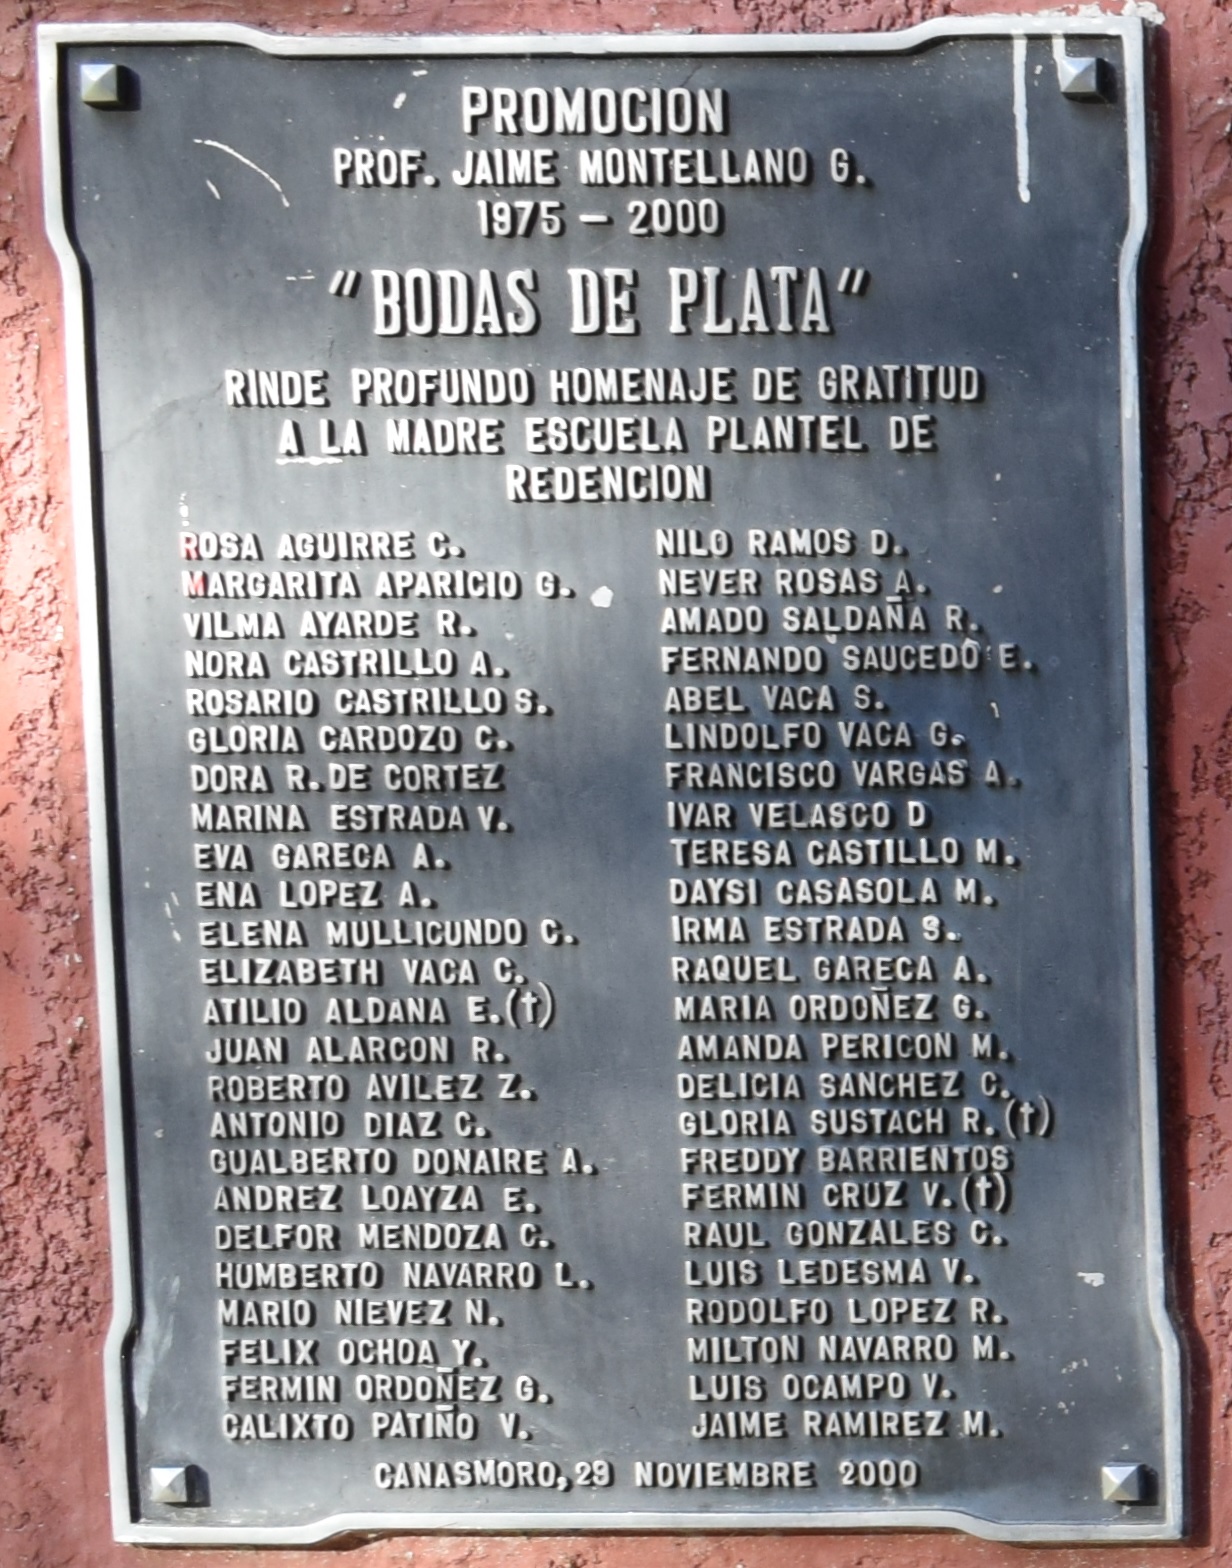 PROMOCION
PROF. JAIME MONTELLANO G.
1975 - 2000
"BODAS DE PLATA"
RINDE PROFUNDO HOMENAJE DE GRATITUD
A LA MADRE ESCUELA PLANTEL DE
REDENCION
ROSA AGUIRRE C.
MARGARITA APARICIO G.
VILMA AYARDE R.
NORA CASTRILLO A.
ROSARIO CASTRILLO S.
GLORIA CARDOZO C.
DORA R. DE CORTEZ
MARINA ESTRADA V.
EVA GARECA A.
ENA LOPEZ A.
ELENA MULLICUNDO C.
ELIZABETH VACA C.
ATILIO ALDANA E.(t)
JUAN ALARCON R.
ROBERTO AVILEZ Z.
ANTONIO DIAZ C.
GUALBERTO DONAIRE A.
ANDREZ LOAYZA E.
DELFOR MENDOZA C.
HUMBERTO NAVARRO L.
MARIO NIEVEZ N.
FELIX OCHOA Y.
FERMIN ORDOÑEZ G.
CALIXTO PATIÑO V.
NILO RAMOS D.
NEVER ROSAS A.
AMADO SALDAÑA R.
FERNANDO SAUCEDO E.
ABEL VACA S.
LINDOLFO VACA G.
FRANCISCO VARGAS A.
IVAR VELASCO D
TERESA CASTILLO M.
DAYSI CASASOLA M.
IRMA ESTRADA S.
RAQUEL GARECA A.
MARIA ORDOÑEZ G.
AMANDA PERICON M.
DELICIA SANCHEZ C.
GLORIA SUSTACH R.(t)
FREDDY BARRIENTOS
FERMIN CRUZ V.(t)
RAUL GONZALES C.
LUIS LEDESMA V.
RODOLFO LOPEZ R.
MILTON NAVARRO M.
LUIS OCAMPO V.
JAIME RAMIREZ M.
CANASMORO, 29 NOVIEMBRE 2000